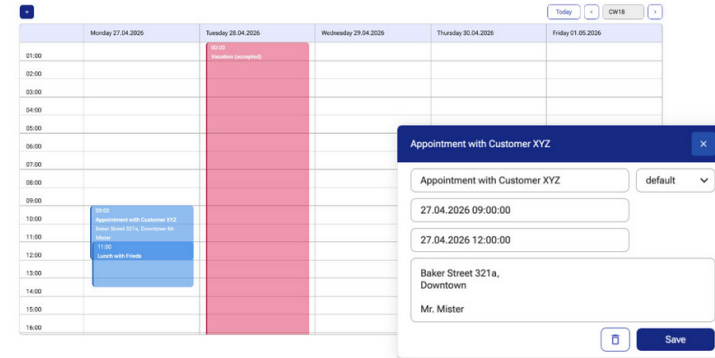 +
Today ‹ CW18 ›
Monday 27.04.2026 Tuesday 28.04.2026 Wednesday 29.04.2026 Thursday 30.04.2026 Friday 01.05.2026
00:00
Vacation (accepted)
01:00
02:00
03:00
04:00
05:00
06:00
07:00
08:00
09:00
10:00
11:00
12:00
13:00
14:00
15:00
16:00
09:00
Appointment with Customer XYZ
Baker Street 321a, Downtown Mr.
Mister
11:00
Lunch with Frieds
Appointment with Customer XYZ ×
Appointment with Customer XYZ default
27.04.2026 09:00:00
27.04.2026 12:00:00
Baker Street 321a,
Downtown
Mr. Mister
Save